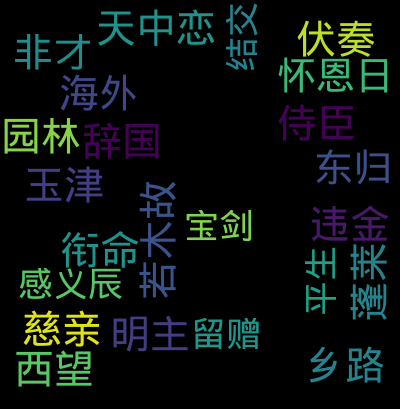 天中恋
结交
伏奏
非才
怀恩日
海外
侍臣
园林
辞国
东归
玉津
若木故
宝剑
违金
衔命
平生
蓬莱
感义辰
慈亲
明主
留赠
西望
乡路